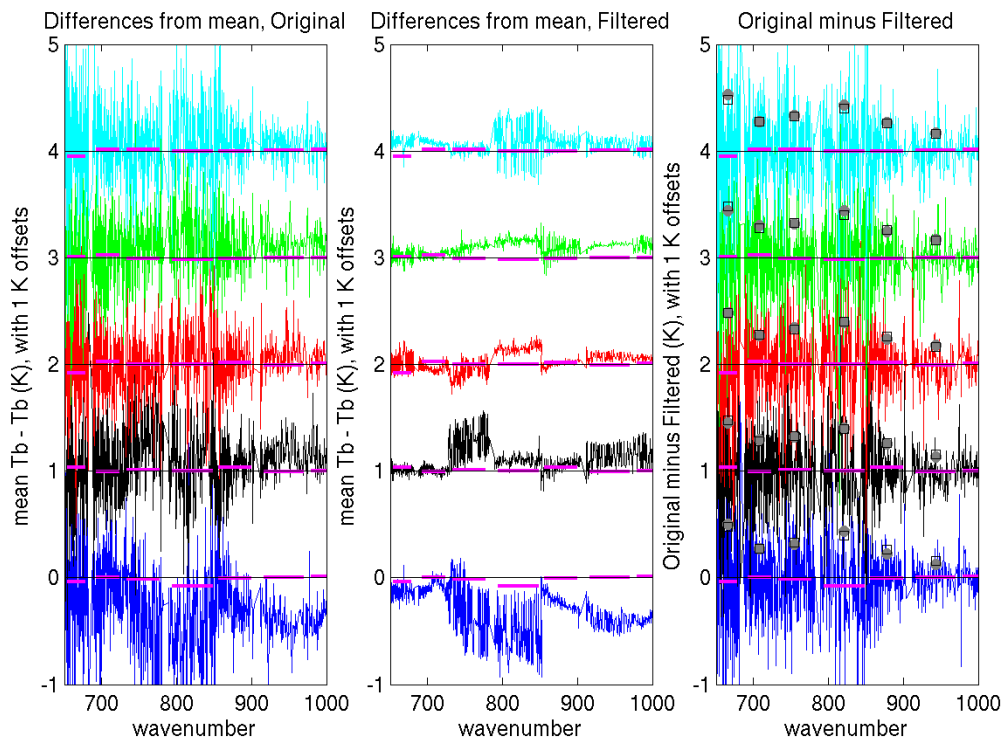 Differences from mean, Original
Differences from mean, Filtered
Original minus Filtered
mean Tb - Tb (K), with 1 K offsets
5
4
3
2
1
0
-1
700 800 900 1000
wavenumber
mean Tb - Tb (K), with 1 K offsets
5
4
3
2
1
0
-1
700 800 900 1000
wavenumber
Original minus Filtered (K), with 1 K offsets
5
4
3
2
1
0
-1
700 800 900 1000
wavenumber